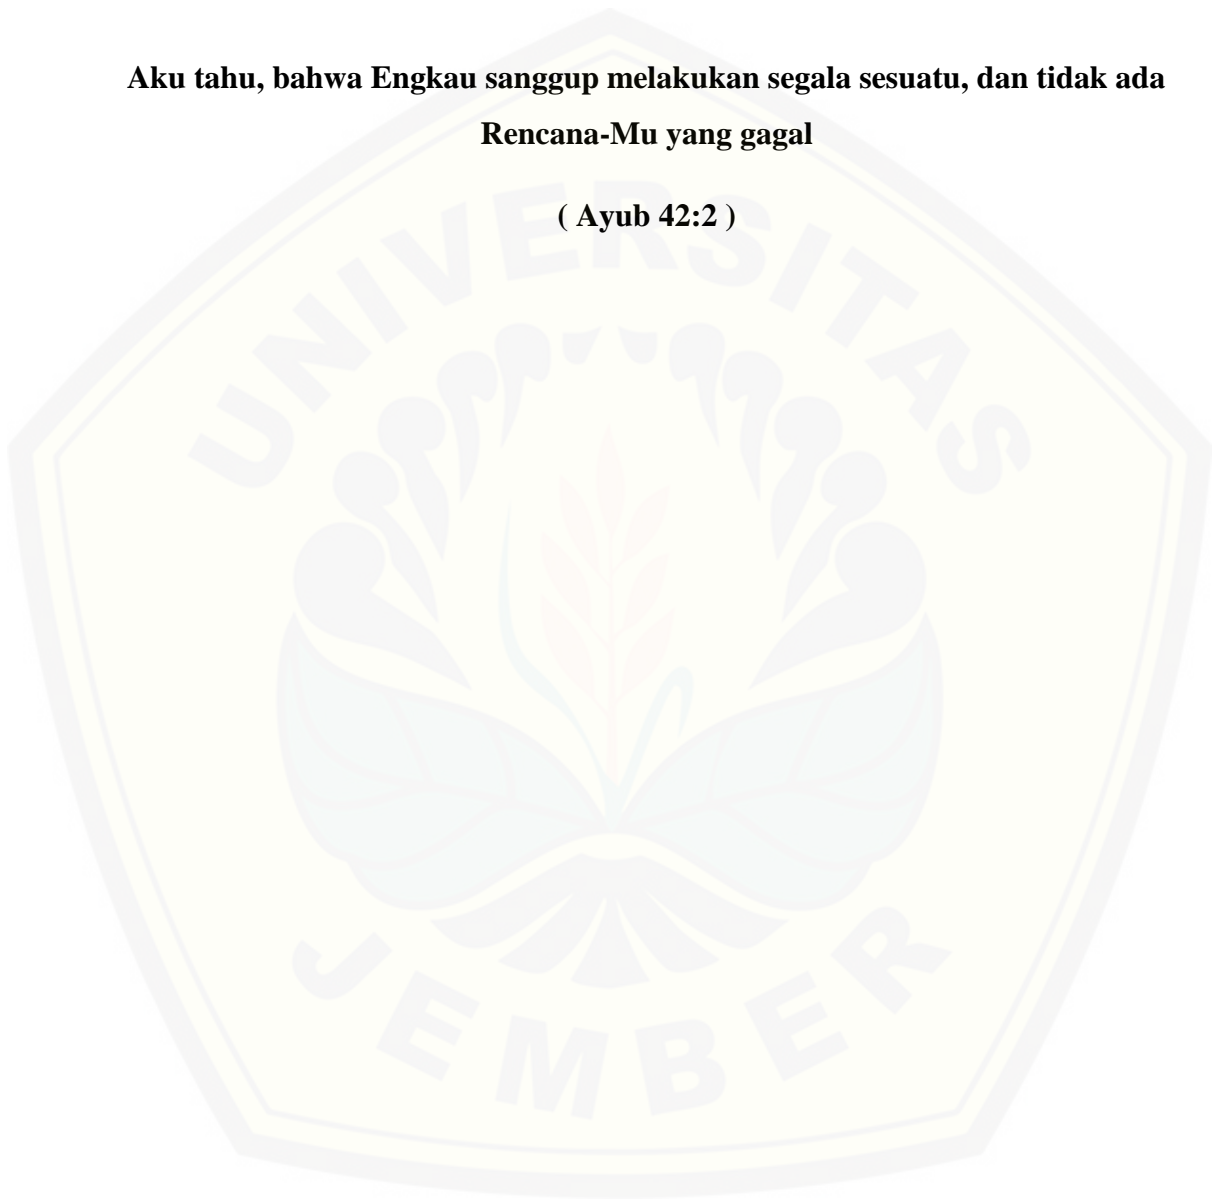 Aku tahu, bahwa Engkau sanggup melakukan segala sesuatu, dan tidak ada
Rencana-Mu yang gagal
( Ayub 42:2 )
UNIVERSITAS
JEMBER